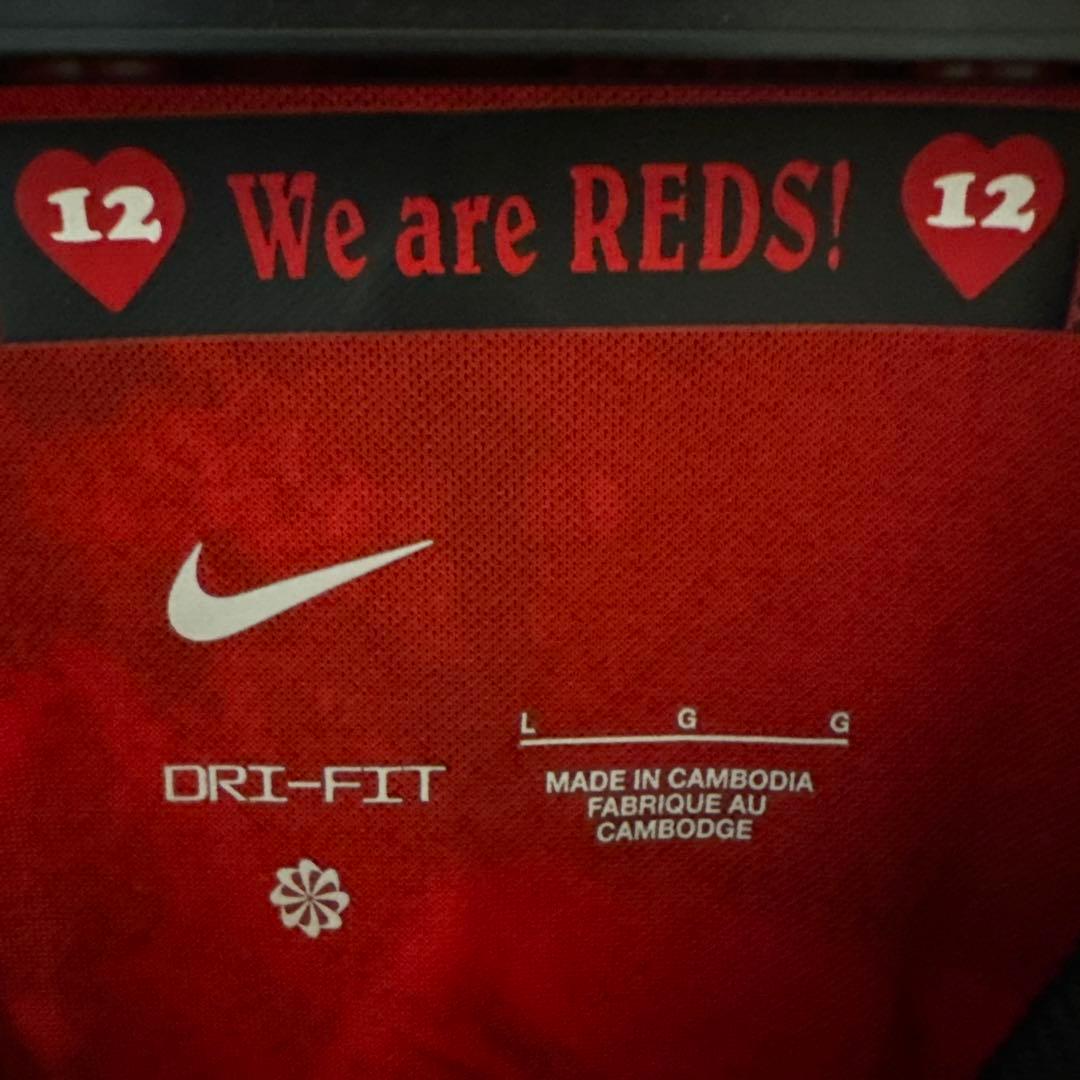 12 We are REDS! 12
L G G
DRI-FIT
MADE IN CAMBODIA
FABRIQUE AU
CAMBODGE